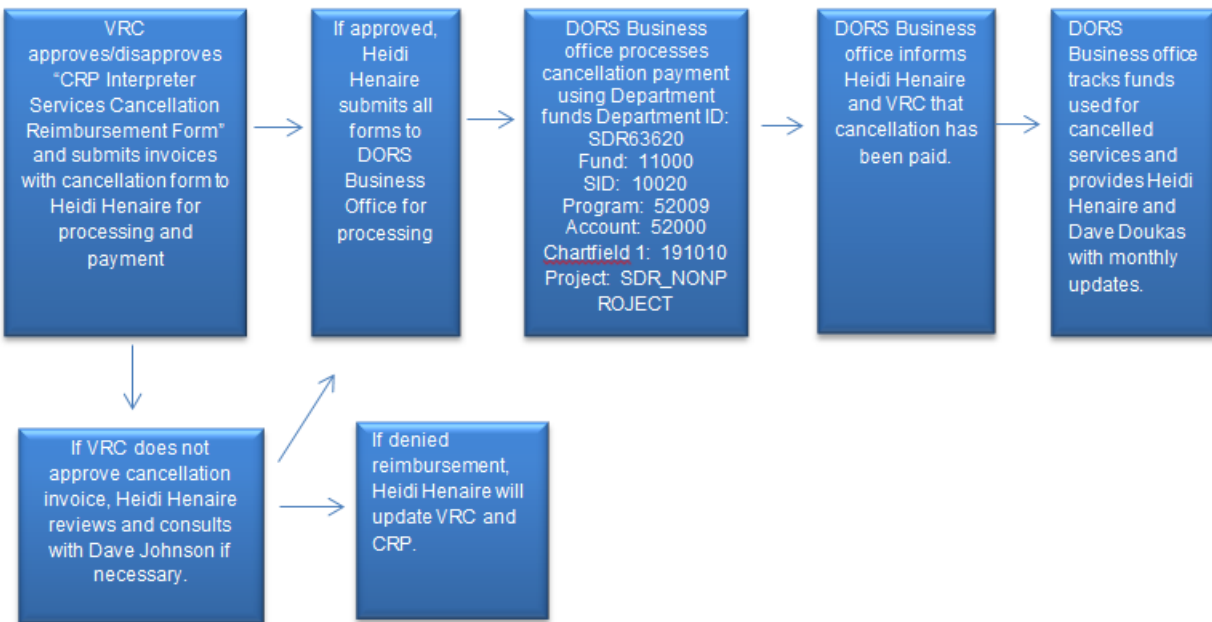 VRC
approves/disapproves
“CRP Interpreter
Services Cancellation
Reimbursement Form”
and submits invoices
with cancellation form to
Heidi Henaire for
processing and
payment
If approved,
Heidi
Henaire
submits all
forms to
DORS
Business
Office for
processing
DORS Business
office processes
cancellation payment
using Department
funds Department ID:
SDR63620
Fund: 11000
SID: 10020
Program: 52009
Account: 52000
Chartfield 1: 191010
Project: SDR_NONP
ROJECT
DORS Business
office informs
Heidi Henaire
and VRC that
cancellation has
been paid.
DORS
Business office
tracks funds
used for
cancelled
services and
provides Heidi
Henaire and
Dave Doukas
with monthly
updates.
If VRC does not
approve cancellation
invoice, Heidi Henaire
reviews and consults
with Dave Johnson if
necessary.
If denied
reimbursement,
Heidi Henaire will
update VRC and
CRP.